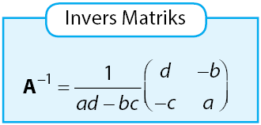 Invers Matriks
A⁻¹ = 1/(ad – bc) (d –b
–c a)